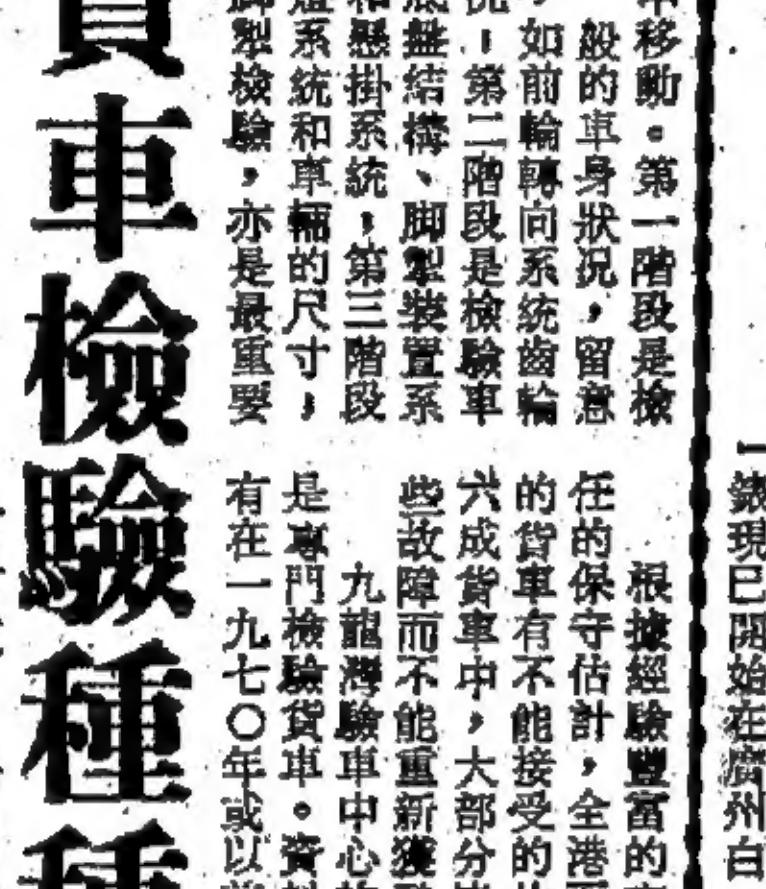 錶現已開始在廣州白
移動。第一階段是檢
般的車身狀況,留意
,如前輪轉向系統齒輪
第二階段是檢驗車
底盤結構、脚掣裝置系
和懸掛系統,第三階段
燈系統和車輛的尺寸,
脚掣檢驗,亦是最重要
根據經驗豐富的
任的保守估計,全港
的貨車有不能接受的
六成貨車中,大部分
些故障而不能重新獲
九龍灣驗車中心
是專門檢驗貨車。資
有在一九七〇年或以
貨車檢驗種種